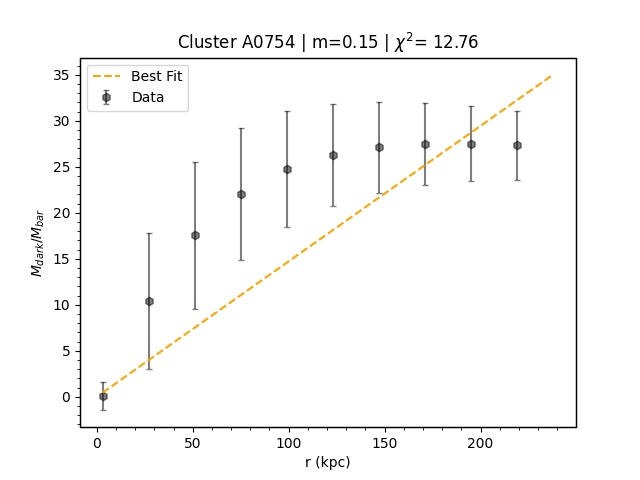 Cluster A0754 | m=0.15 | χ²= 12.76
Best Fit
Data
35
30
25
20
15
10
5
0
M_dark/M_bar
0 50 100 150 200
r (kpc)